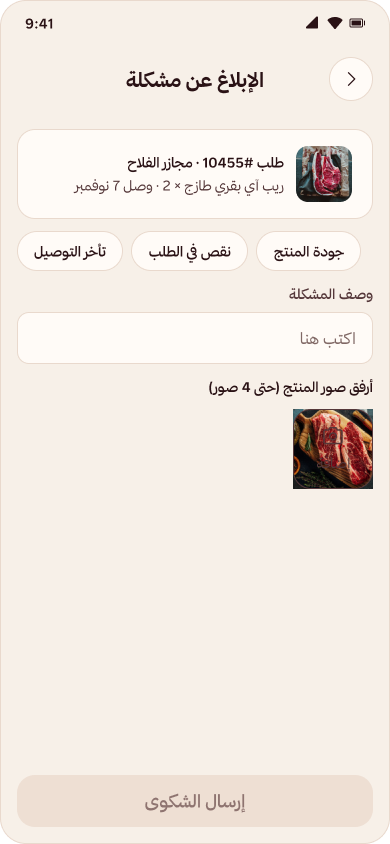 9:41
الإبلاغ عن مشكلة
طلب #10455 · مجازر الفلاح
ريب آي بقري طازج × 2 · وصل 7 نوفمبر
جودة المنتج
نقص في الطلب
تأخر التوصيل
وصف المشكلة
اكتب هنا
أرفق صور المنتج (حتى 4 صور)
إرسال الشكوى